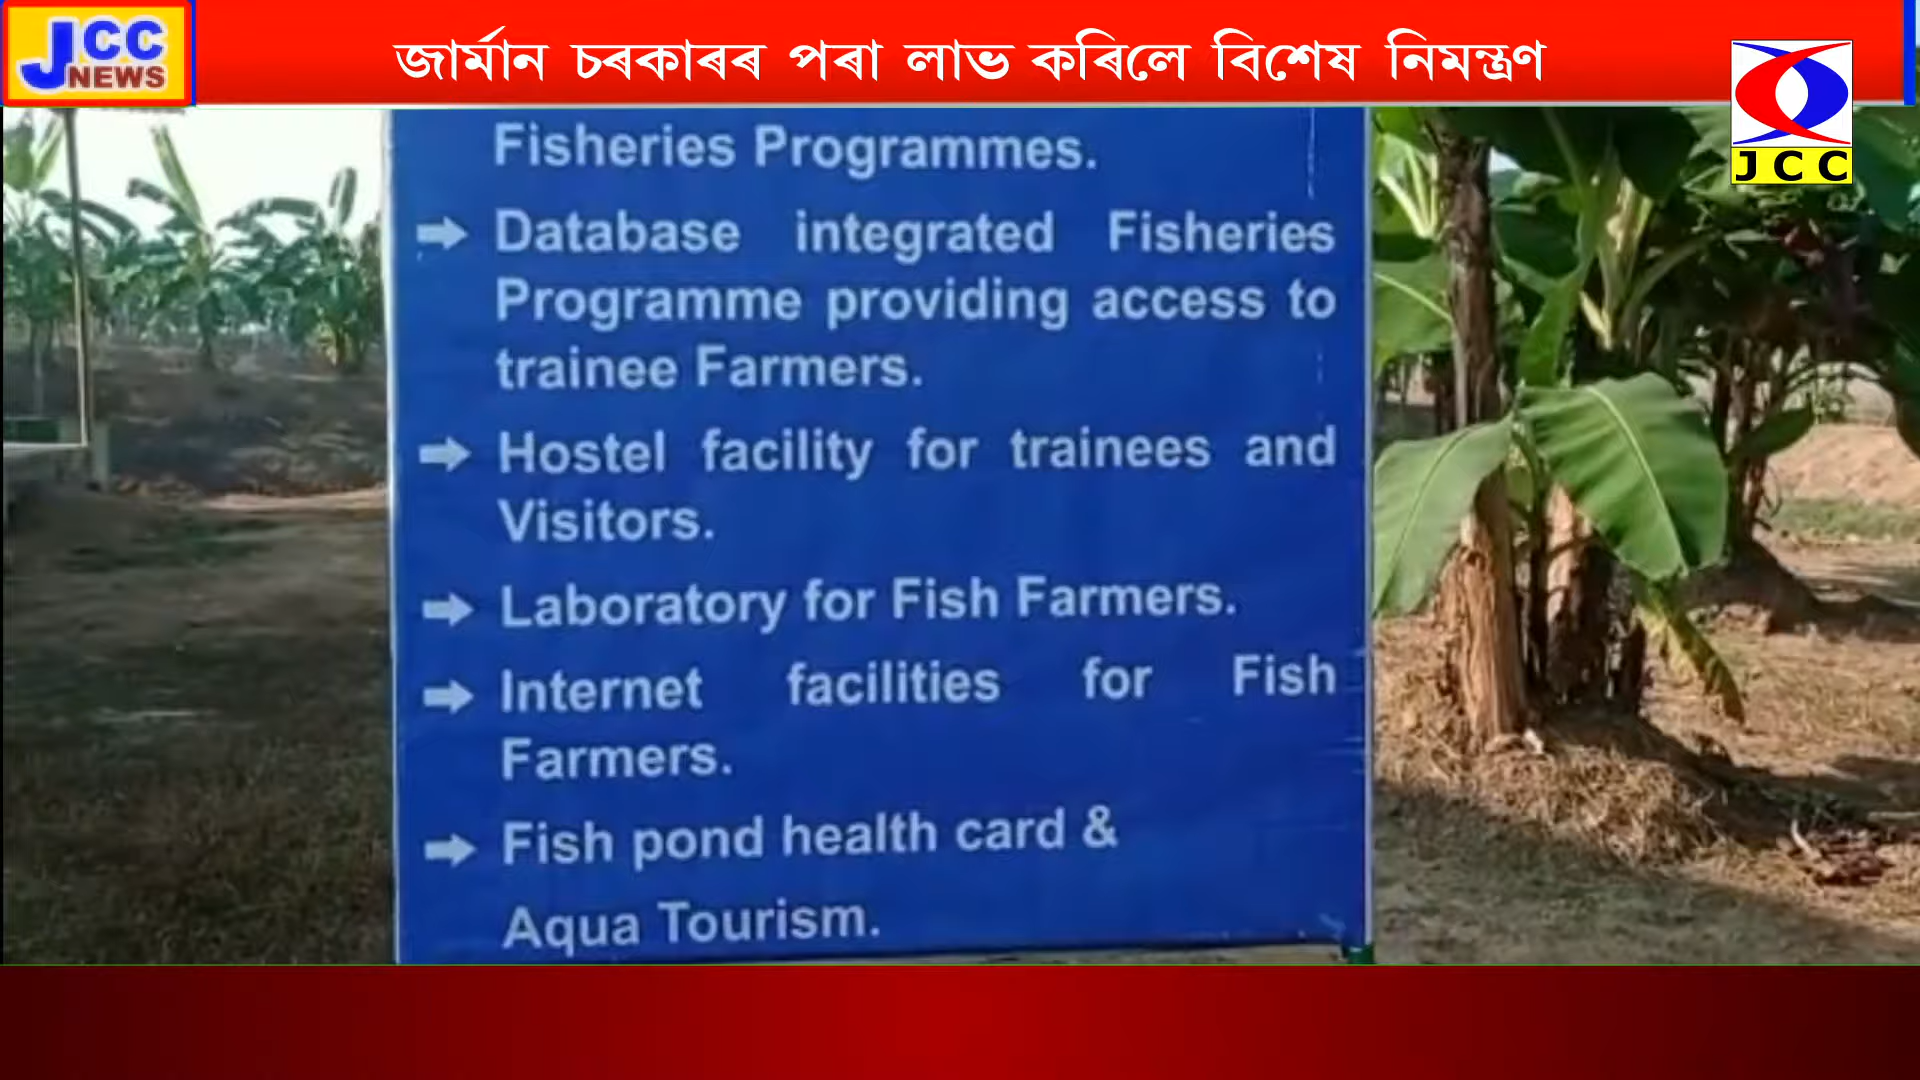 JCC
NEWS
জাৰ্মান চৰকাৰৰ পৰা লাভ কৰিলে বিশেষ নিমন্ত্ৰণ
JCC
Fisheries Programmes.
Database integrated Fisheries
Programme providing access to
trainee Farmers.
Hostel facility for trainees and
Visitors.
Laboratory for Fish Farmers.
Internet facilities for Fish
Farmers.
Fish pond health card &
Aqua Tourism.